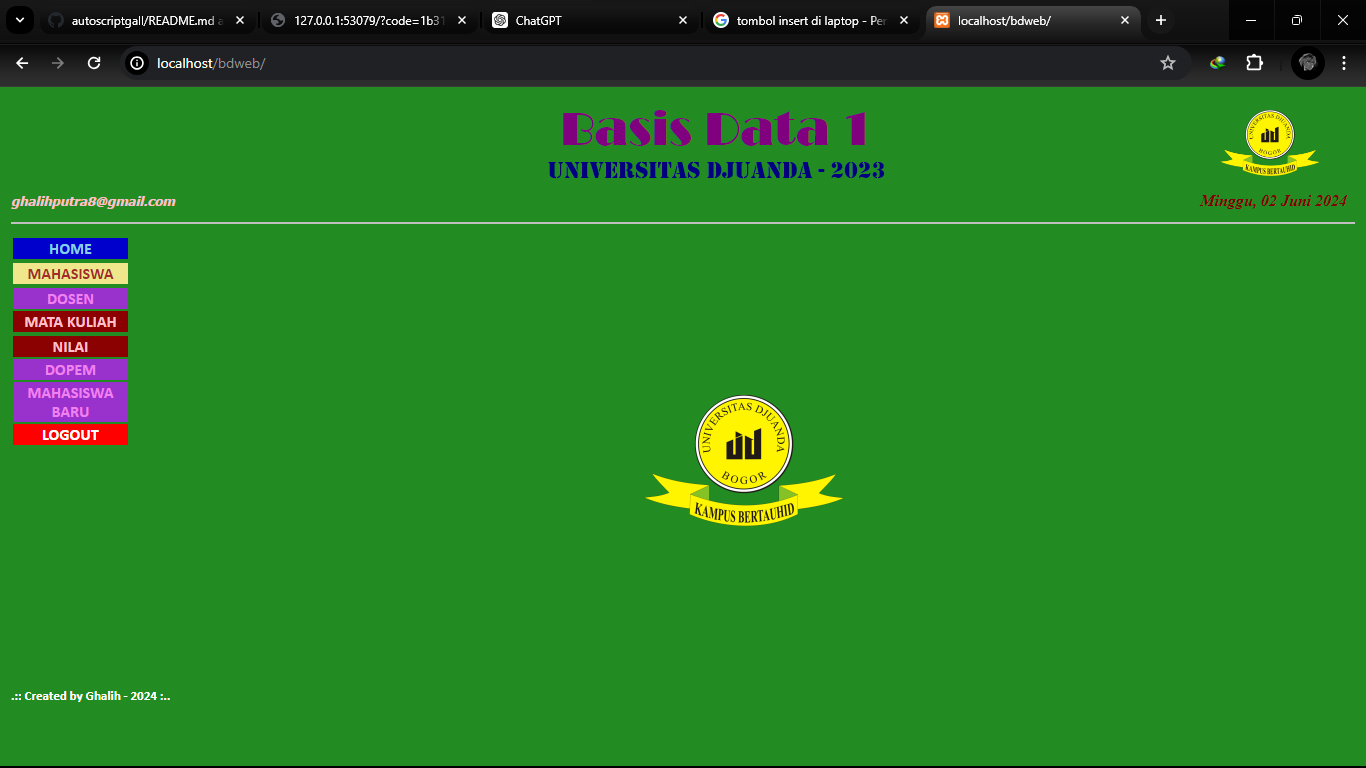 autoscriptgall/README.md a
127.0.0.1:53079/?code=1b31
ChatGPT
tombol insert di laptop - Pen
localhost/bdweb/
localhost/bdweb/
Basis Data 1
UNIVERSITAS DJUANDA - 2023
UNIVERSITAS DJUANDA
BOGOR
KAMPUS BERTAUHID
ghalihputra8@gmail.com
Minggu, 02 Juni 2024
HOME
MAHASISWA
DOSEN
MATA KULIAH
NILAI
DOPEM
MAHASISWA
BARU
LOGOUT
UNIVERSITAS DJUANDA
BOGOR
KAMPUS BERTAUHID
.:: Created by Ghalih - 2024 :..